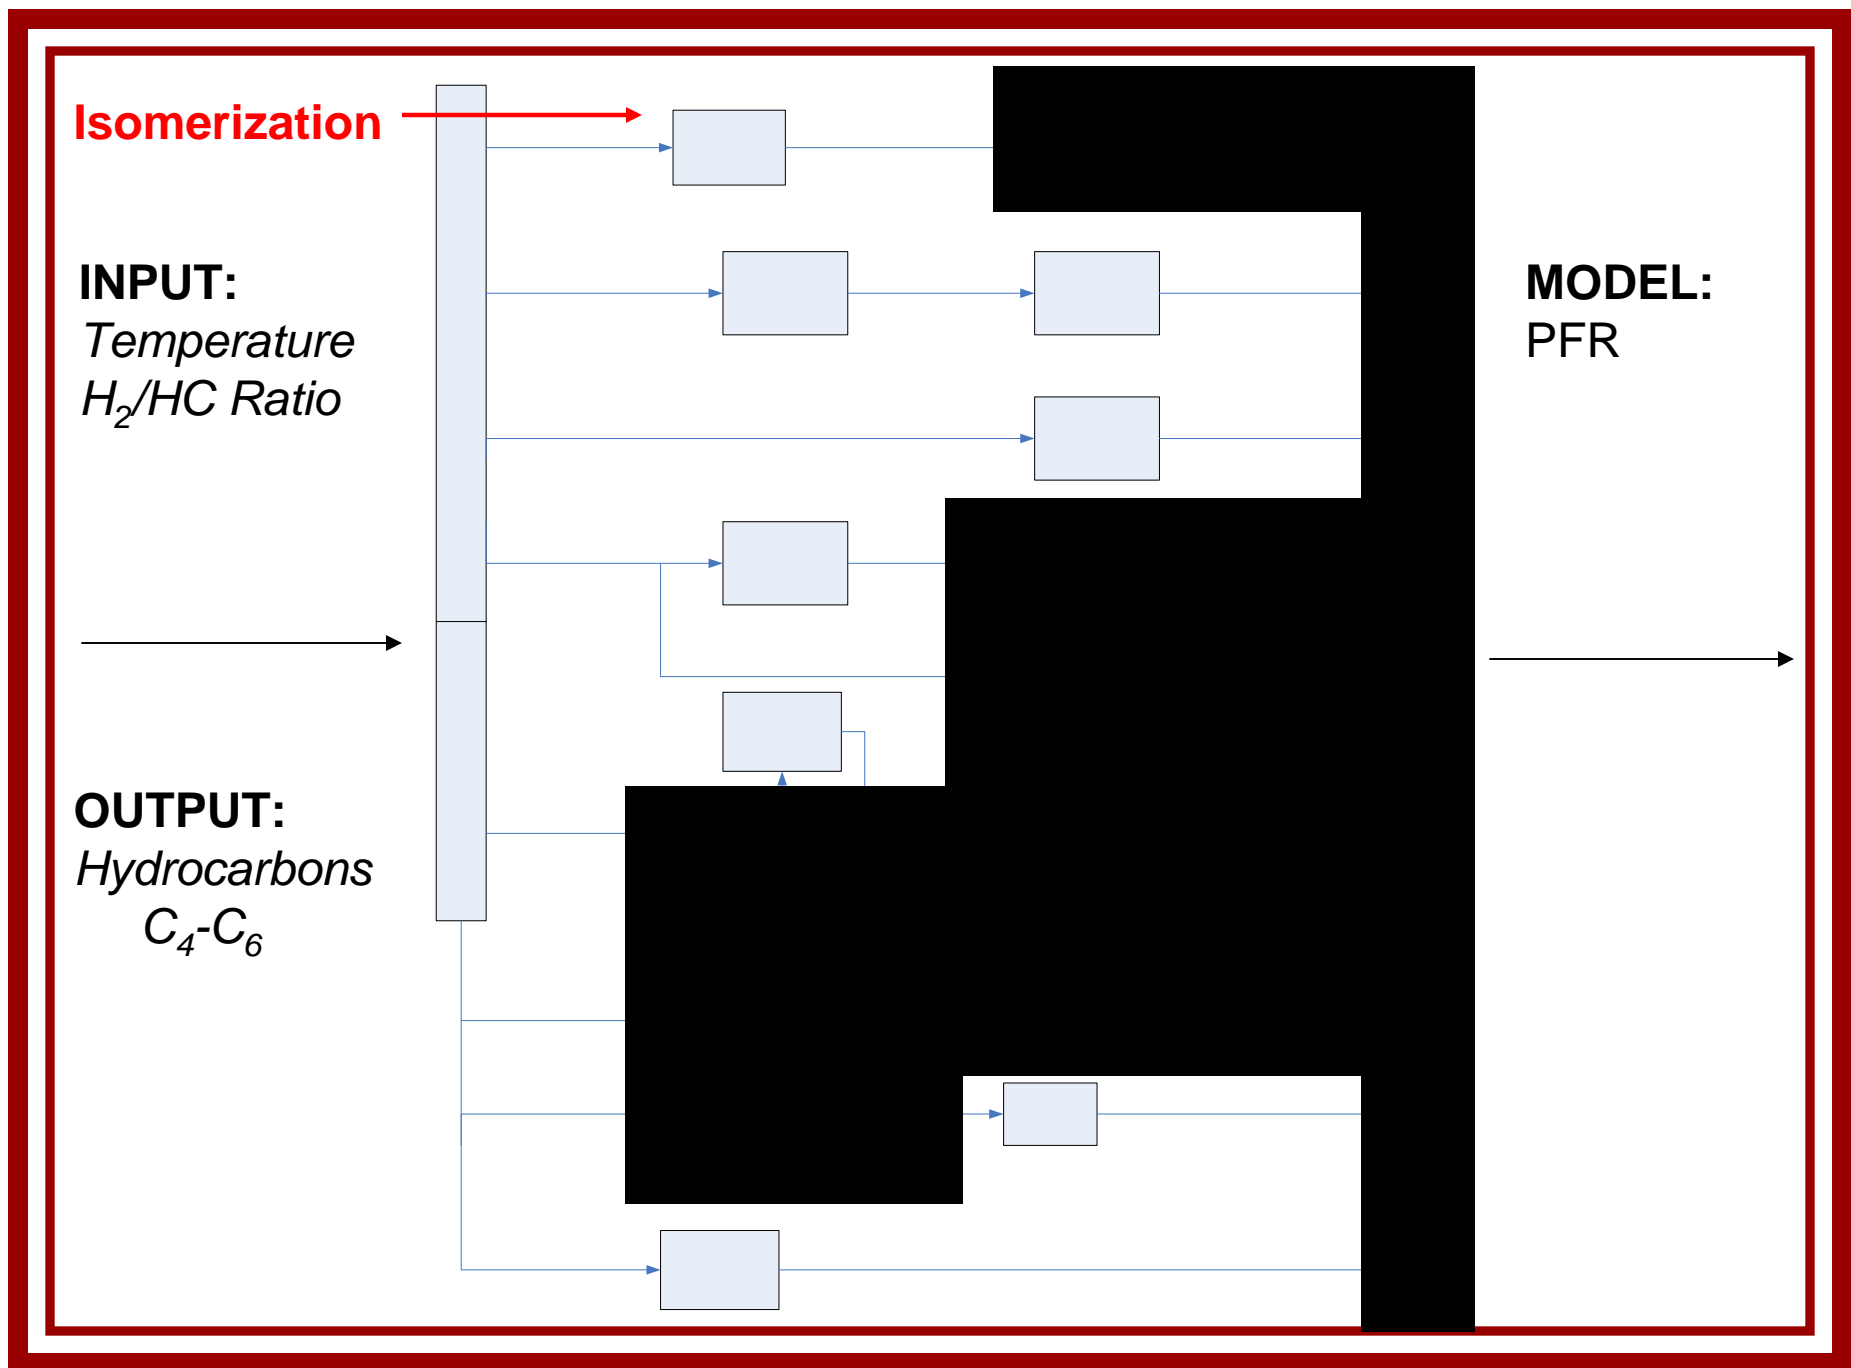 Isomerization
INPUT:
Temperature
H₂/HC Ratio
MODEL:
PFR
OUTPUT:
Hydrocarbons
C₄-C₆